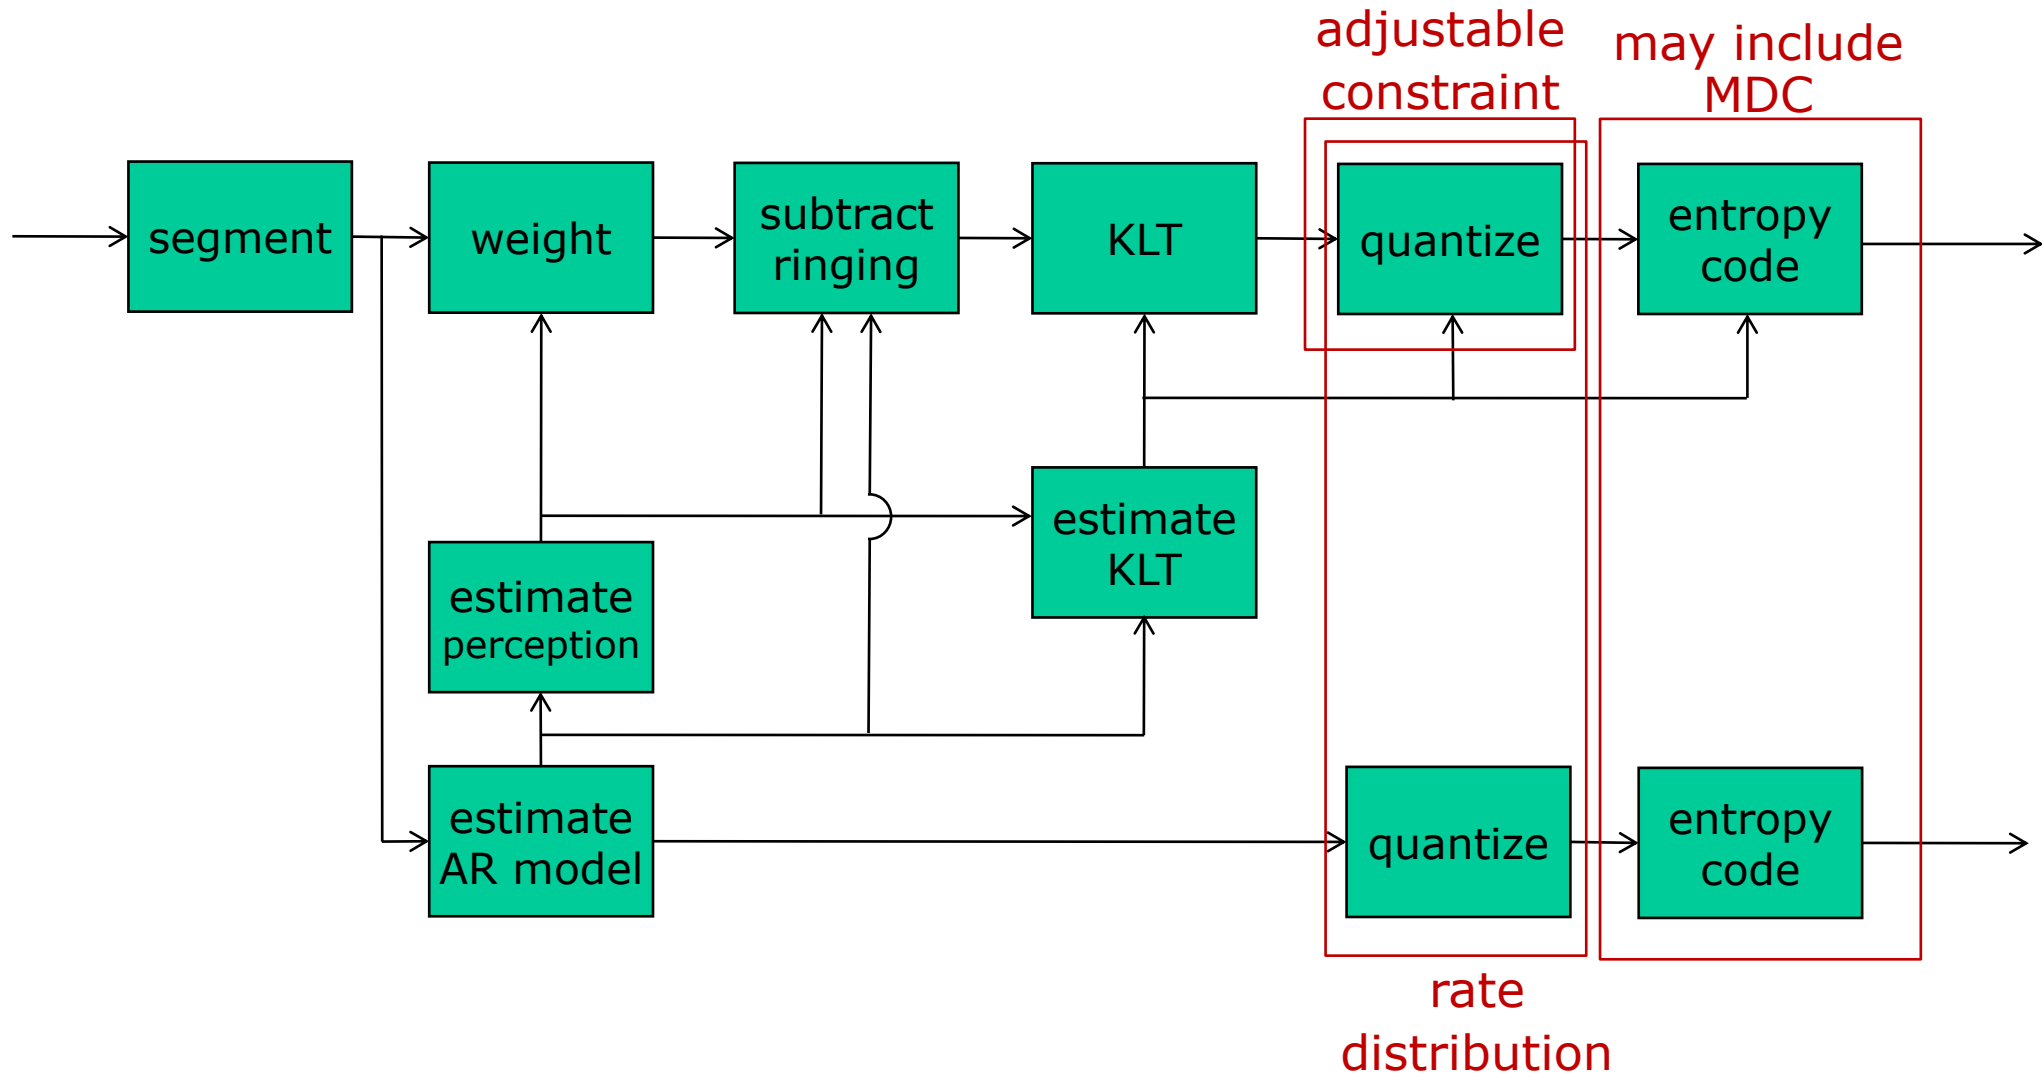 adjustable
constraint
may include
MDC
segment
weight
subtract
ringing
KLT
quantize
entropy
code
estimate
KLT
estimate
perception
estimate
AR model
quantize
entropy
code
rate
distribution